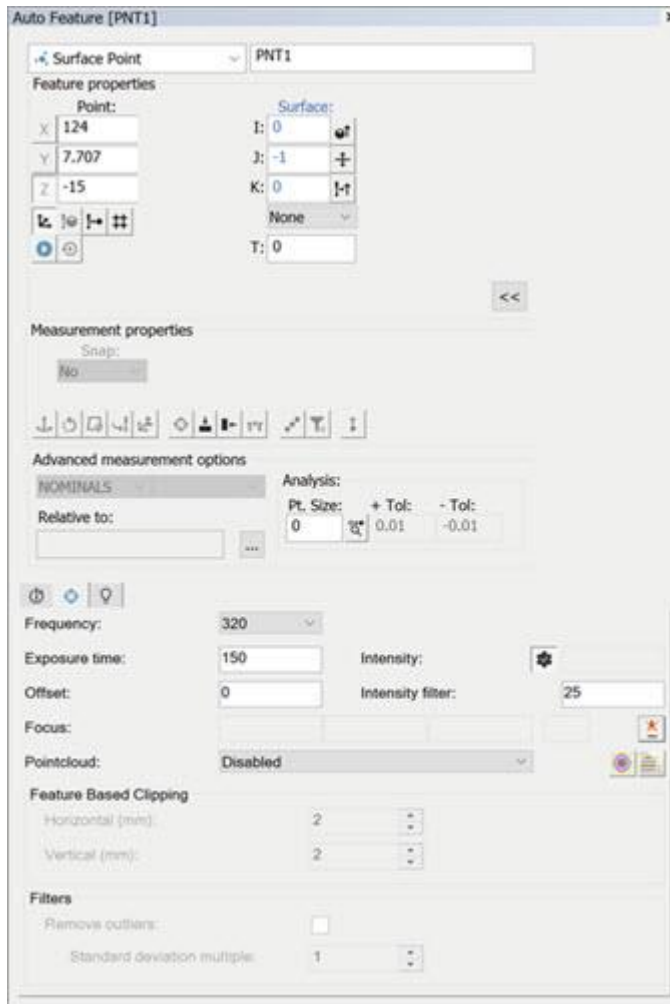 Auto Feature [PNT1]
Surface Point PNT1
Feature properties
Point: Surface:
X 124 I: 0
Y 7.707 J: -1
Z -15 K: 0
None
T: 0
<<
Measurement properties
Snap:
No
Advanced measurement options
NOMINALS
Analysis:
Relative to: Pt. Size: + Tol: - Tol:
0 0.01 -0.01
...
Frequency: 320
Exposure time: 150 Intensity:
Offset: 0 Intensity filter: 25
Focus:
Pointcloud: Disabled
Feature Based Clipping
Horizontal (mm): 2
Vertical (mm): 2
Filters
Remove outliers:
Standard deviation multiple: 1